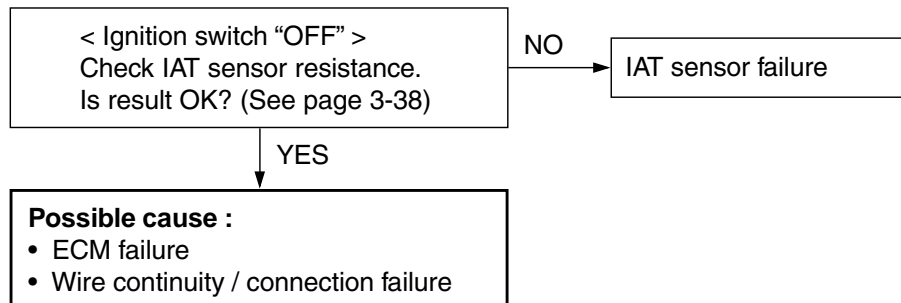 < Ignition switch “OFF” >
Check IAT sensor resistance.
Is result OK? (See page 3-38)
NO
IAT sensor failure
YES
Possible cause :
• ECM failure
• Wire continuity / connection failure